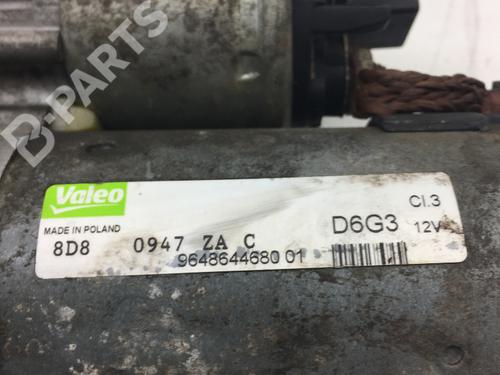 B-PARTS
Valeo
MADE IN POLAND
8D8 0947 ZA C D6G3 Cl.3 12V
9648644680 01